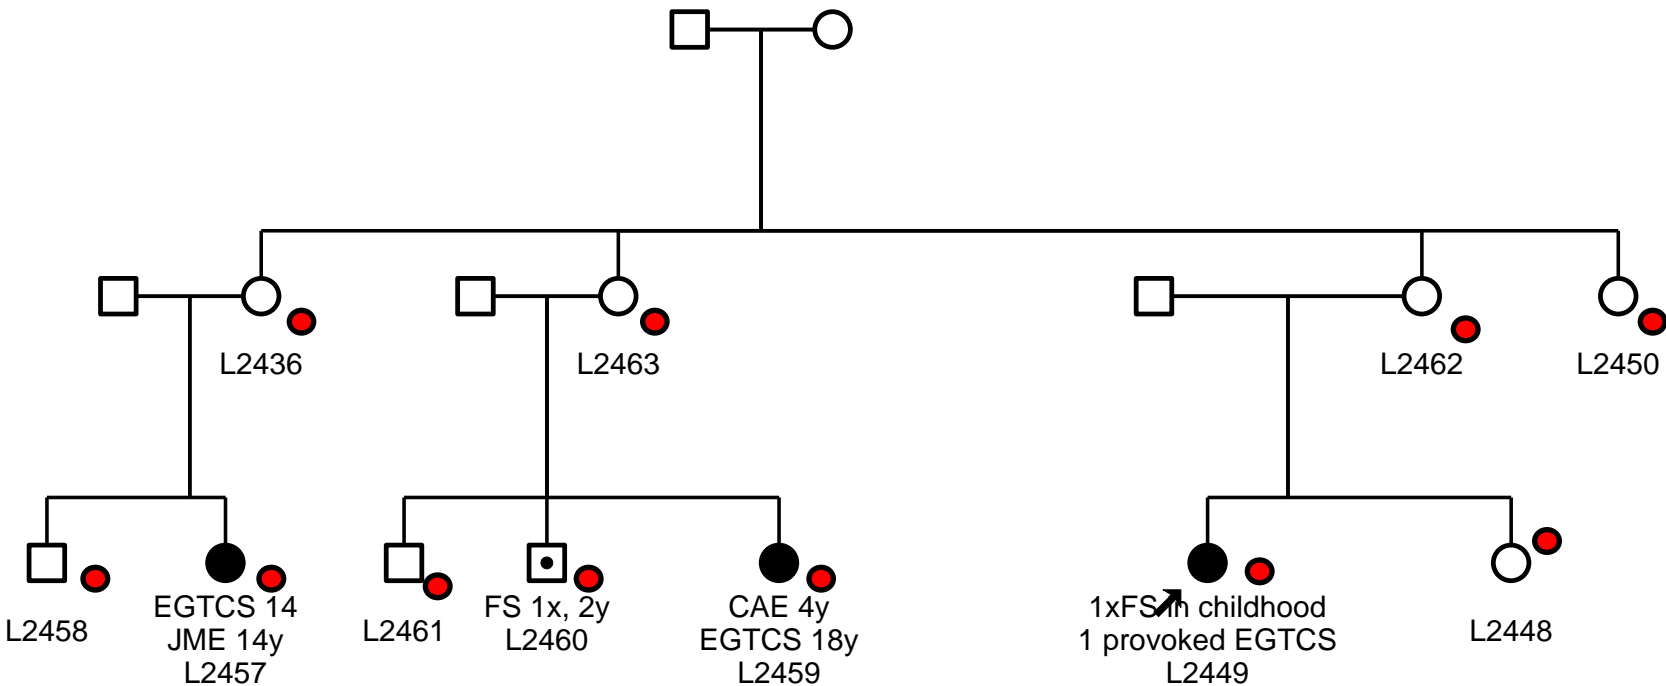 L2436
L2463
L2462
L2450
L2458
EGTCS 14
JME 14y
L2457
L2461
FS 1x, 2y
L2460
CAE 4y
EGTCS 18y
L2459
1xFS in childhood
1 provoked EGTCS
L2449
L2448